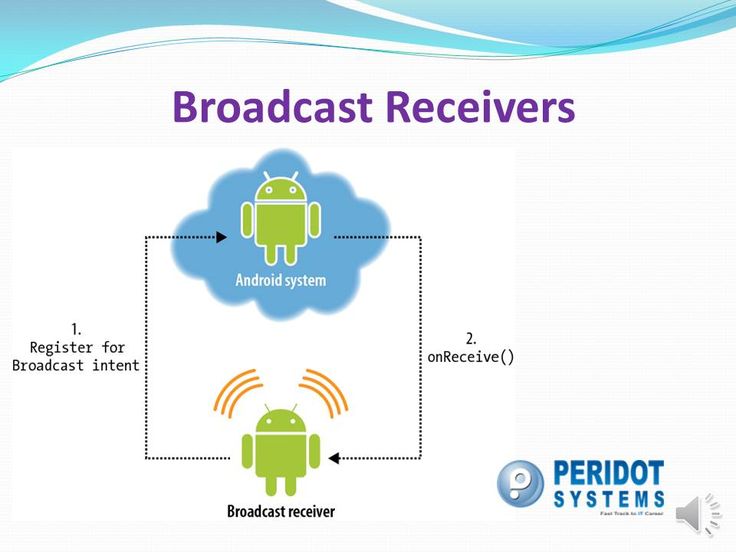 Broadcast Receivers
Android system
1.
Register for
Broadcast intent
2.
onReceive()
Broadcast receiver
P
PERIDOT
SYSTEMS
Fast Track to IT Career